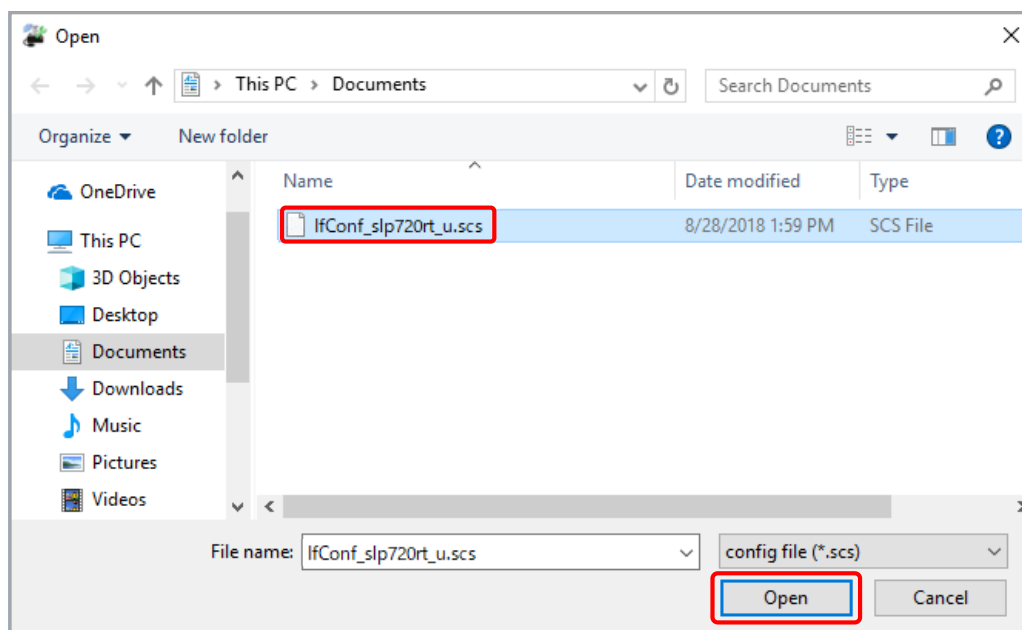 Open
This PC > Documents
Search Documents
Organize
New folder
Name
Date modified
Type
OneDrive
IfConf_slp720rt_u.scs
8/28/2018 1:59 PM
SCS File
This PC
3D Objects
Desktop
Documents
Downloads
Music
Pictures
Videos
File name:
IfConf_slp720rt_u.scs
config file (*.scs)
Open
Cancel